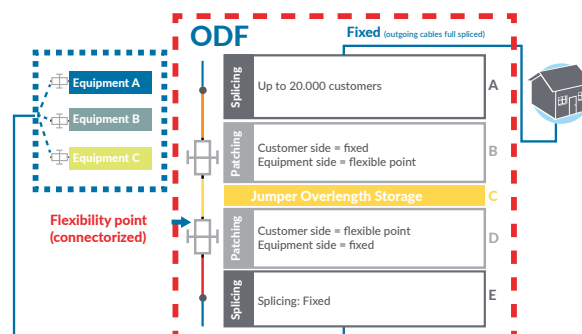 ODF
Fixed (outgoing cables full spliced)
Equipment A
Equipment B
Equipment C
Splicing
Up to 20.000 customers
A
Patching
Customer side = fixed
Equipment side = flexible point
B
Jumper Overlength Storage
C
Flexibility point
(connectorized)
Patching
Customer side = flexible point
Equipment side = fixed
D
Splicing
Splicing: Fixed
E